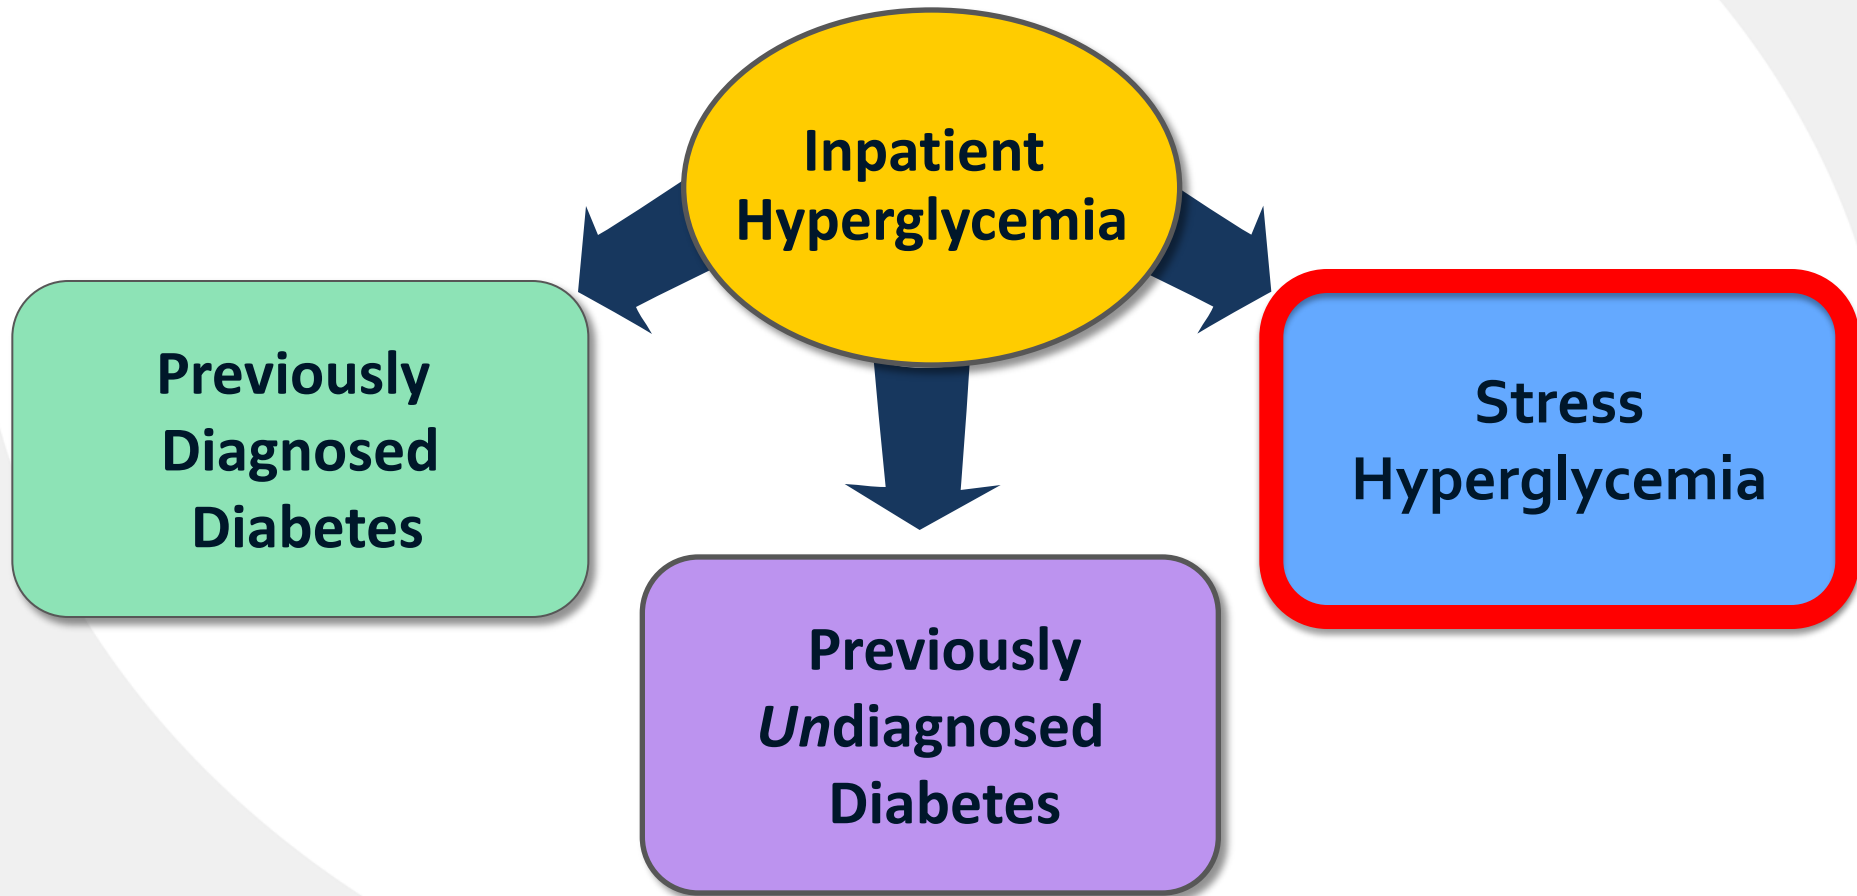 Inpatient
Hyperglycemia
Previously
Diagnosed
Diabetes
Previously
Undiagnosed
Diabetes
Stress
Hyperglycemia